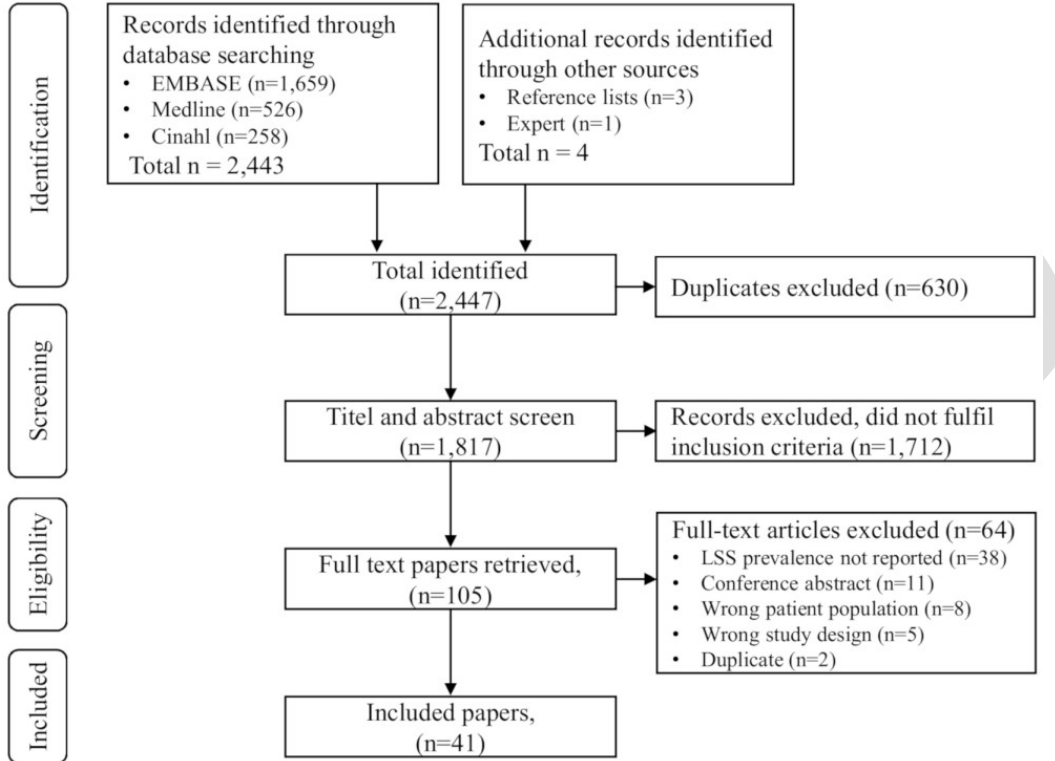 Identification
Records identified through
database searching
• EMBASE (n=1,659)
• Medline (n=526)
• Cinahl (n=258)
Total n = 2,443
Additional records identified
through other sources
• Reference lists (n=3)
• Expert (n=1)
Total n = 4
Total identified
(n=2,447)
Duplicates excluded (n=630)
Screening
Titel and abstract screen
(n=1,817)
Records excluded, did not fulfil
inclusion criteria (n=1,712)
Eligibility
Full text papers retrieved,
(n=105)
Full-text articles excluded (n=64)
• LSS prevalence not reported (n=38)
• Conference abstract (n=11)
• Wrong patient population (n=8)
• Wrong study design (n=5)
• Duplicate (n=2)
Included
Included papers,
(n=41)